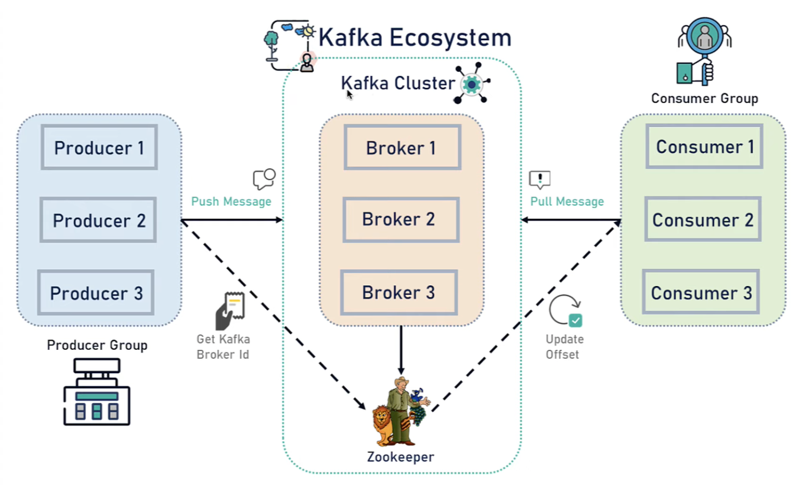 Kafka Ecosystem
Kafka Cluster
Consumer Group
Producer 1
Broker 1
Consumer 1
Push Message
Pull Message
Producer 2
Broker 2
Consumer 2
Producer 3
Broker 3
Consumer 3
Get Kafka
Broker Id
Update
Offset
Producer Group
Zookeeper